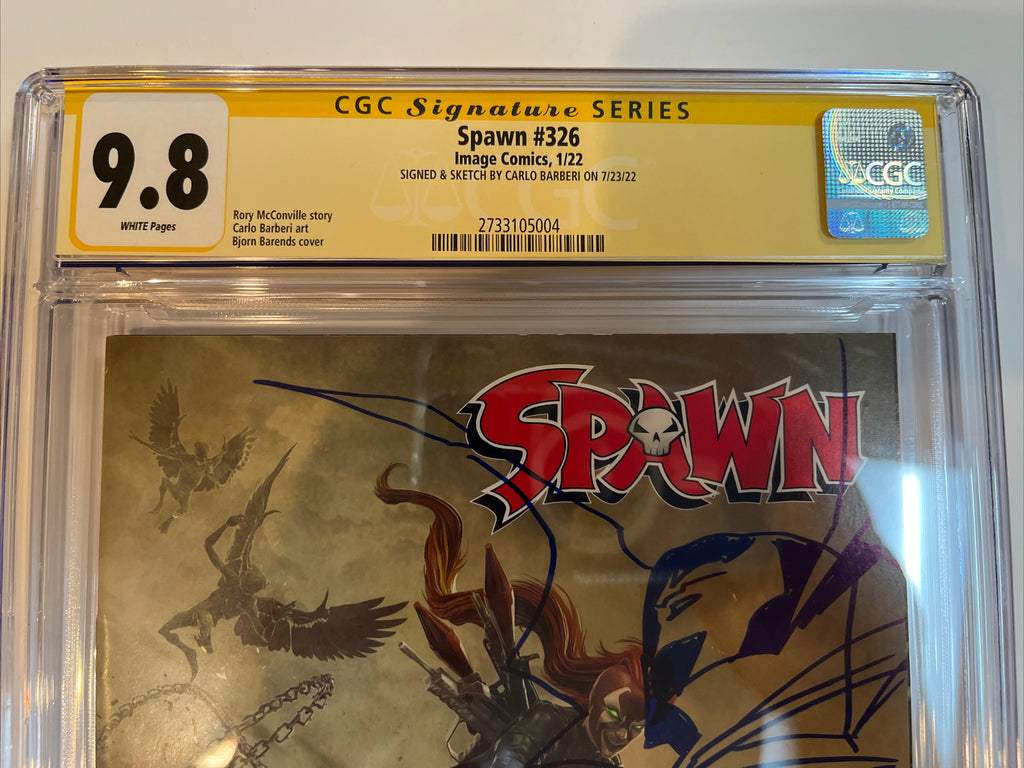 CGC Signature SERIES
9.8
WHITE Pages
Spawn #326
Image Comics, 1/22
SIGNED & SKETCH BY CARLO BARBERI ON 7/23/22
Rory McConville story
Carlo Barberi art
Bjorn Barends cover
2733105004
CGC
CGC
SPAWN